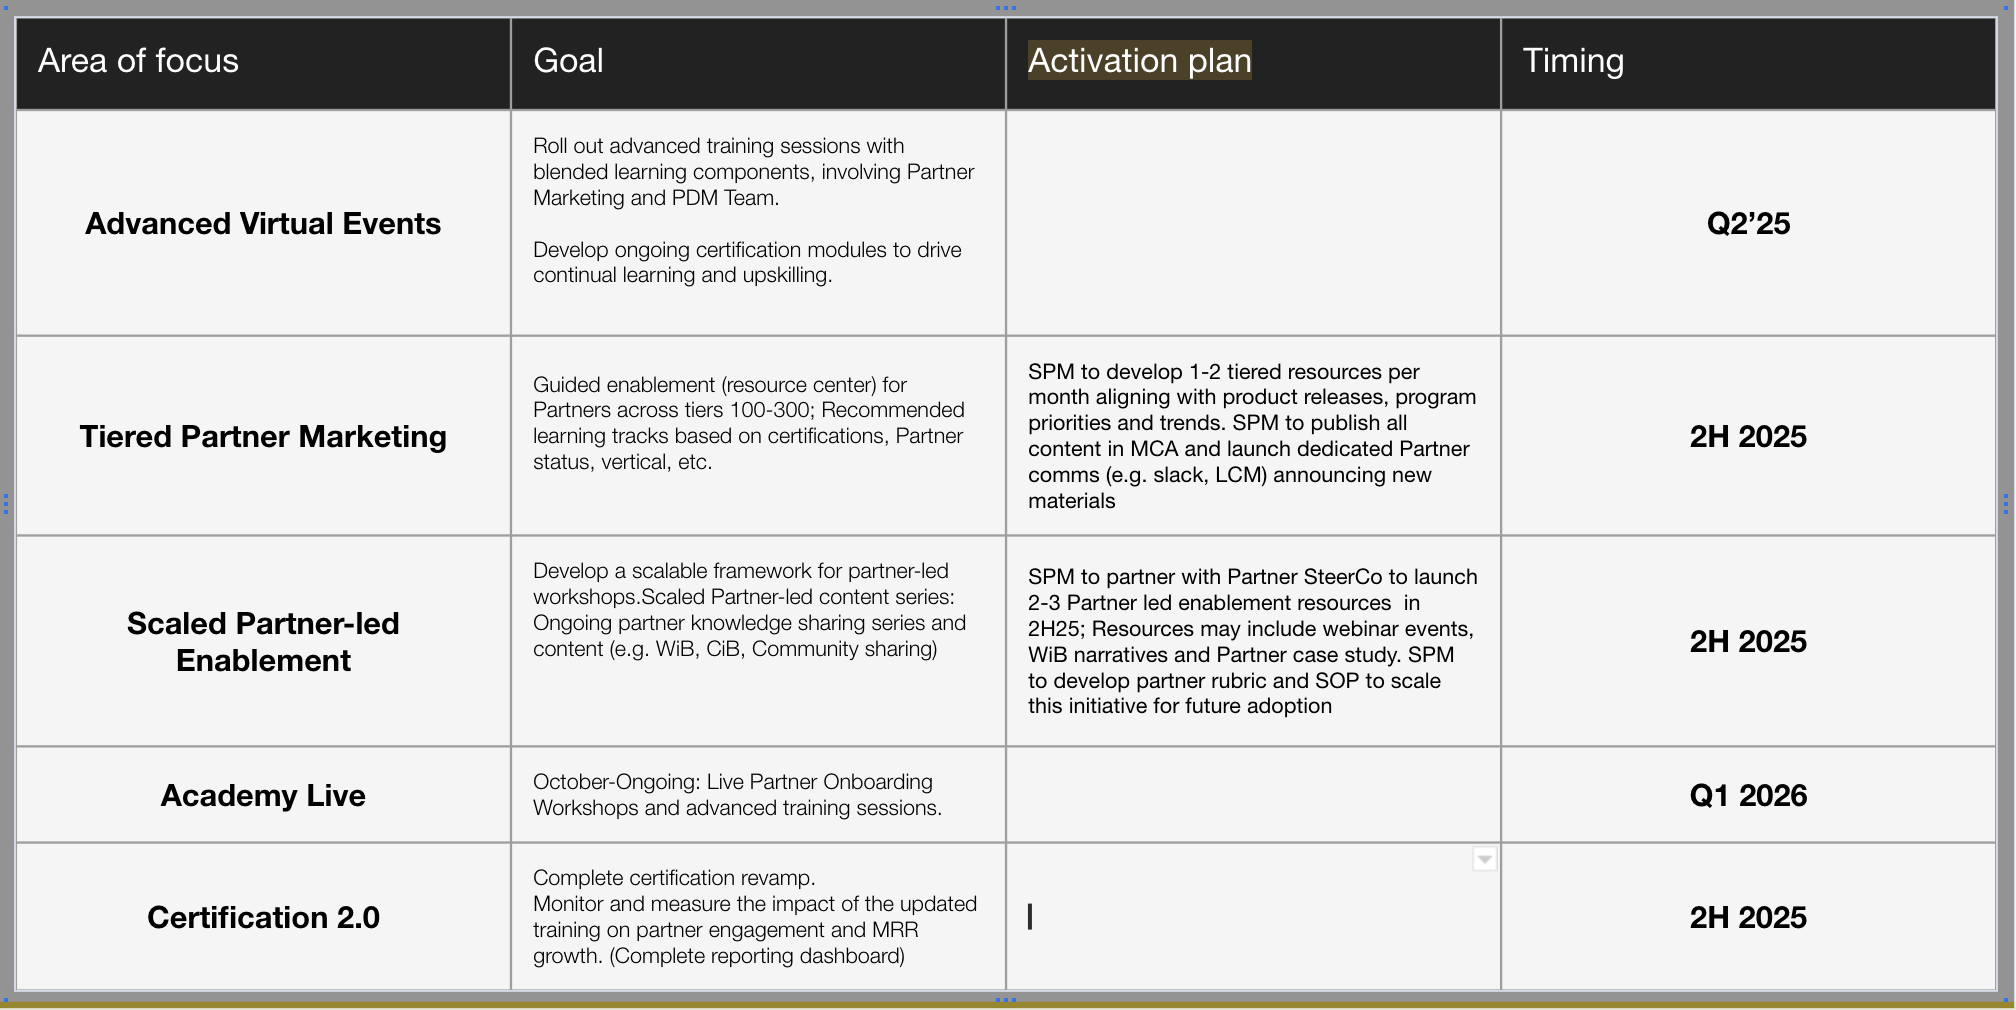 Area of focus
Goal
Activation plan
Timing
Advanced Virtual Events
Roll out advanced training sessions with
blended learning components, involving Partner
Marketing and PDM Team.
Develop ongoing certification modules to drive
continual learning and upskilling.
Q2’25
Tiered Partner Marketing
Guided enablement (resource center) for
Partners across tiers 100-300; Recommended
learning tracks based on certifications, Partner
status, vertical, etc.
SPM to develop 1-2 tiered resources per
month aligning with product releases, program
priorities and trends. SPM to publish all
content in MCA and launch dedicated Partner
comms (e.g. slack, LCM) announcing new
materials
2H 2025
Scaled Partner-led
Enablement
Develop a scalable framework for partner-led
workshops.Scaled Partner-led content series:
Ongoing partner knowledge sharing series and
content (e.g. WiB, CiB, Community sharing)
SPM to partner with Partner SteerCo to launch
2-3 Partner led enablement resources  in
2H25; Resources may include webinar events,
WiB narratives and Partner case study. SPM
to develop partner rubric and SOP to scale
this initiative for future adoption
2H 2025
Academy Live
October-Ongoing: Live Partner Onboarding
Workshops and advanced training sessions.
Q1 2026
Certification 2.0
Complete certification revamp.
Monitor and measure the impact of the updated
training on partner engagement and MRR
growth. (Complete reporting dashboard)
2H 2025